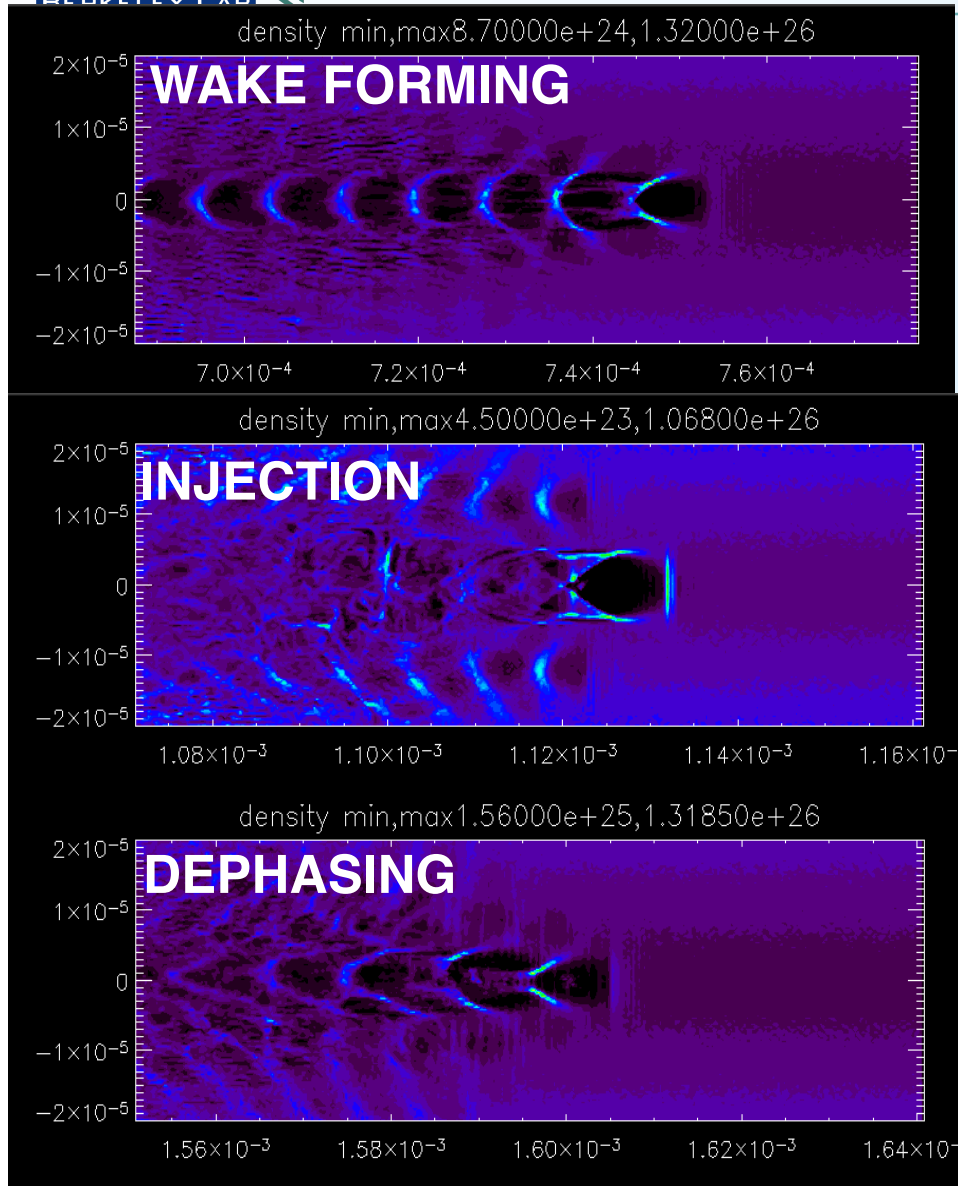 density min,max8.70000e+24,1.32000e+26
WAKE FORMING
2×10⁻⁵
1×10⁻⁵
0
−1×10⁻⁵
−2×10⁻⁵
7.0×10⁻⁴ 7.2×10⁻⁴ 7.4×10⁻⁴ 7.6×10⁻⁴
density min,max4.50000e+23,1.06800e+26
INJECTION
2×10⁻⁵
1×10⁻⁵
0
−1×10⁻⁵
−2×10⁻⁵
1.08×10⁻³ 1.10×10⁻³ 1.12×10⁻³ 1.14×10⁻³ 1.16×10⁻
density min,max1.56000e+25,1.31850e+26
DEPHASING
2×10⁻⁵
1×10⁻⁵
0
−1×10⁻⁵
−2×10⁻⁵
1.56×10⁻³ 1.58×10⁻³ 1.60×10⁻³ 1.62×10⁻³ 1.64×10⁻